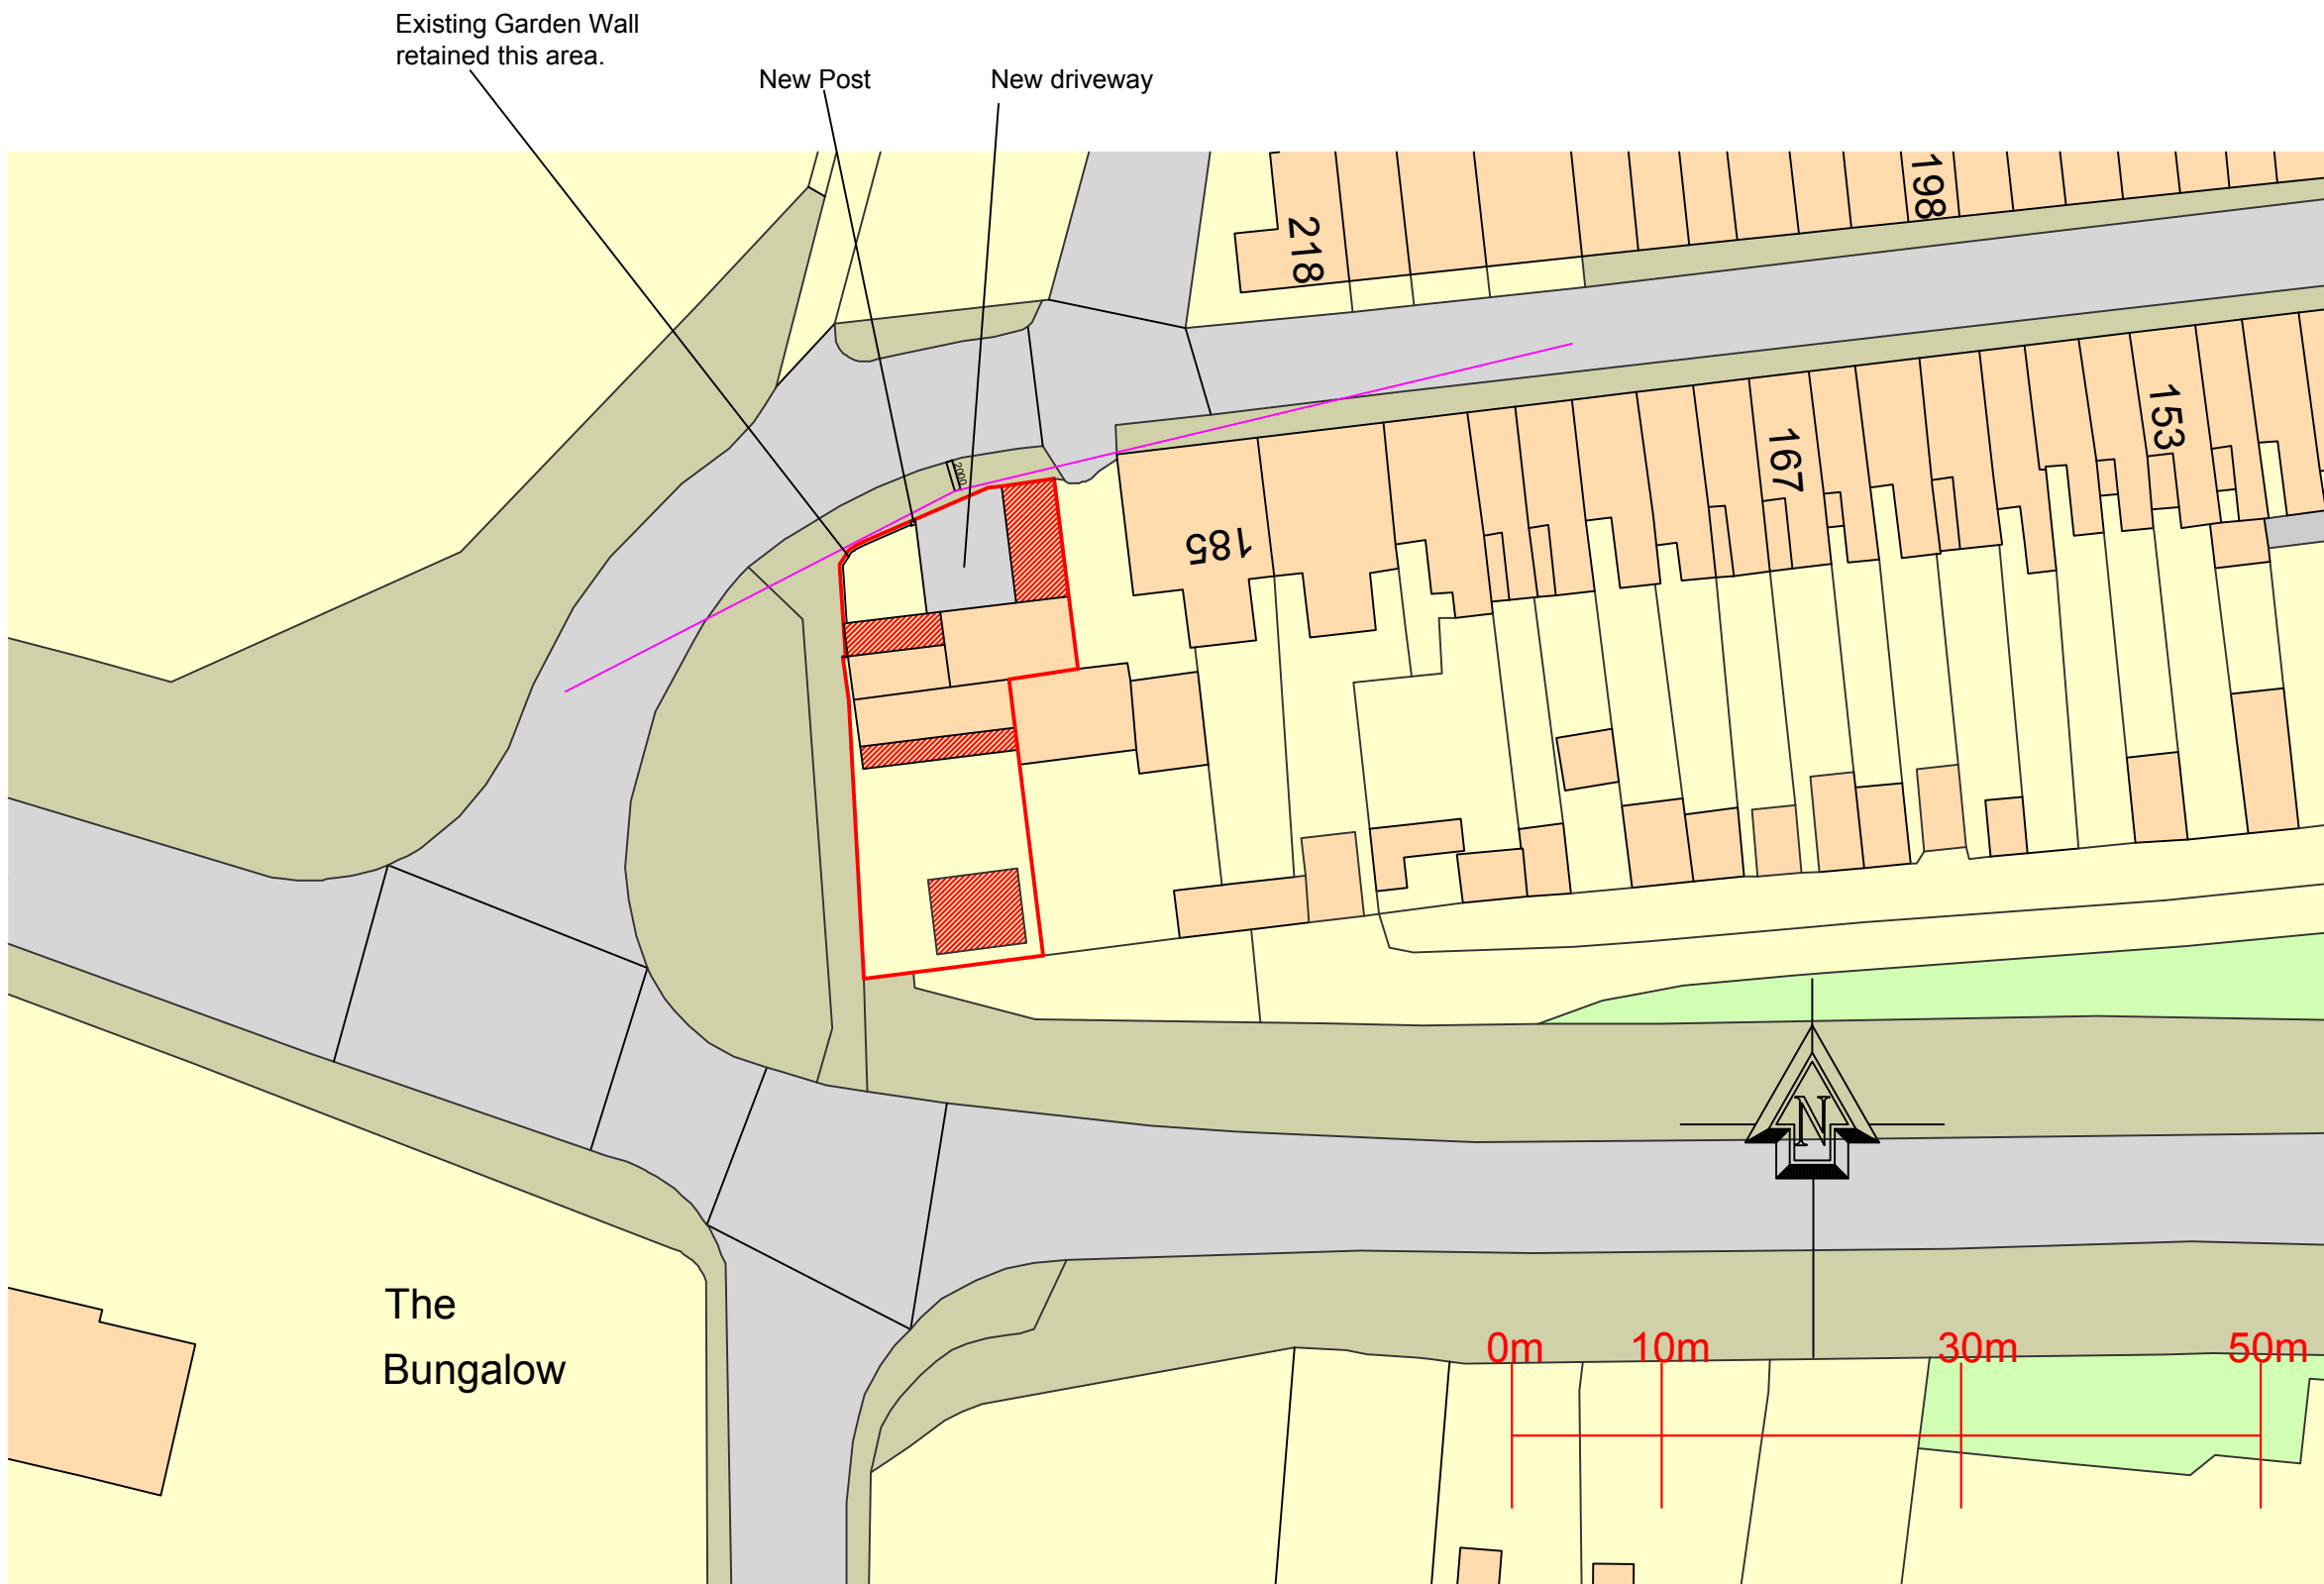 Existing Garden Wall
retained this area.
New Post
New driveway
198
218
153
167
2000
185
N
The
Bungalow
0m
10m
30m
50m